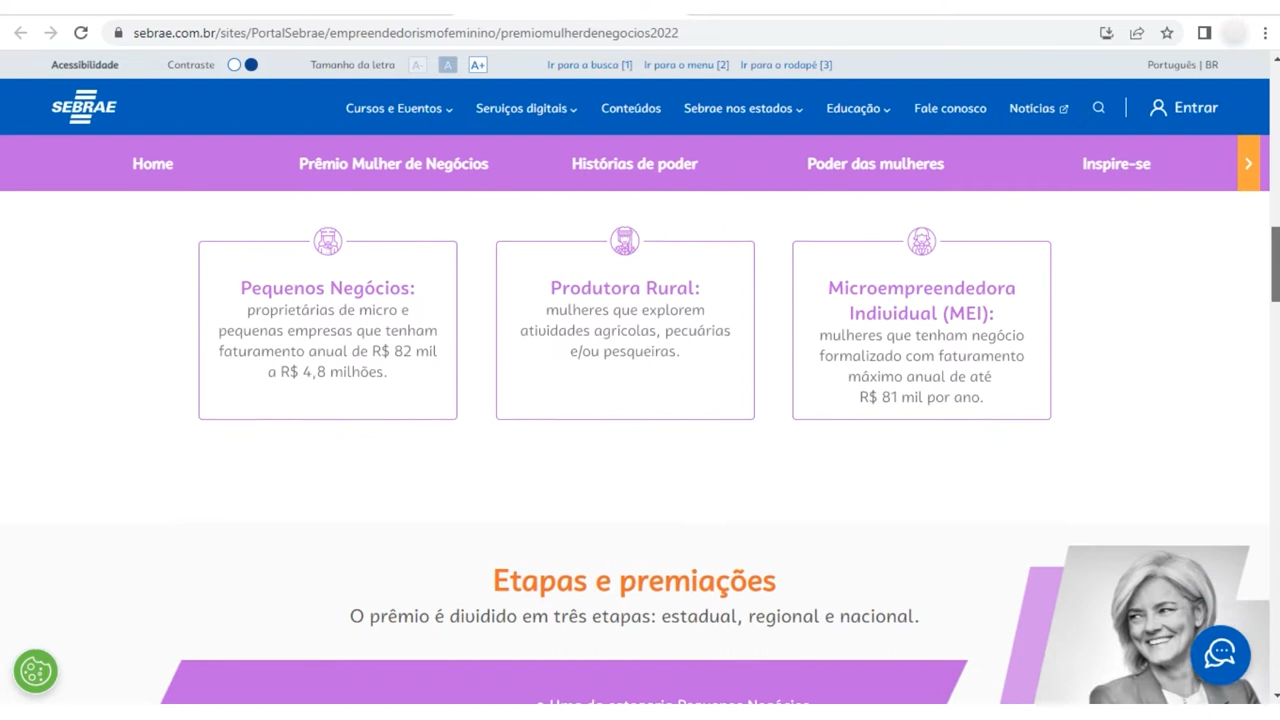 sebrae.com.br/sites/PortalSebrae/empreendedorismofeminino/premiomulherdenegocios2022
Acessibilidade Contraste Tamanho da letra A- A A+ Ir para a busca [1] Ir para o menu [2] Ir para o rodapé [3] Português | BR
SEBRAE Cursos e Eventos Serviços digitais Conteúdos Sebrae nos estados Educação Fale conosco Notícias Entrar
Home Prêmio Mulher de Negócios Histórias de poder Poder das mulheres Inspire-se
Pequenos Negócios:
proprietárias de micro e
pequenas empresas que tenham
faturamento anual de R$ 82 mil
a R$ 4,8 milhões.
Produtora Rural:
mulheres que explorem
atividades agrícolas, pecuárias
e/ou pesqueiras.
Microempreendedora
Individual (MEI):
mulheres que tenham negócio
formalizado com faturamento
máximo anual de até
R$ 81 mil por ano.
Etapas e premiações
O prêmio é dividido em três etapas: estadual, regional e nacional.
Uma da categoria Pequenos Negócios